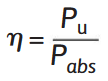 η = Pu / Pabs